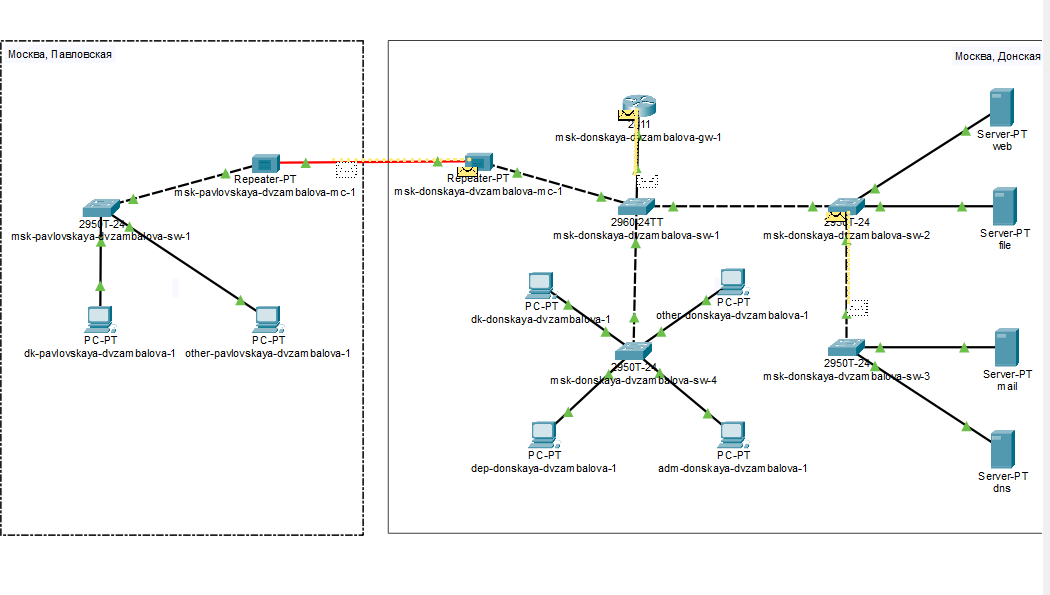 Москва, Павловская
Москва, Донская
2811
msk-donskaya-dvzambalova-gw-1
Server-PT
web
Repeater-PT
msk-pavlovskaya-dvzambalova-mc-1
Repeater-PT
msk-donskaya-dvzambalova-mc-1
2950T-24
msk-pavlovskaya-dvzambalova-sw-1
2960-24TT
msk-donskaya-dvzambalova-sw-1
2950T-24
msk-donskaya-dvzambalova-sw-2
Server-PT
file
PC-PT
dk-donskaya-dvzambalova-1
PC-PT
other-donskaya-dvzambalova-1
PC-PT
dk-pavlovskaya-dvzambalova-1
PC-PT
other-pavlovskaya-dvzambalova-1
2950T-24
msk-donskaya-dvzambalova-sw-4
2950T-24
msk-donskaya-dvzambalova-sw-3
Server-PT
mail
PC-PT
dep-donskaya-dvzambalova-1
PC-PT
adm-donskaya-dvzambalova-1
Server-PT
dns